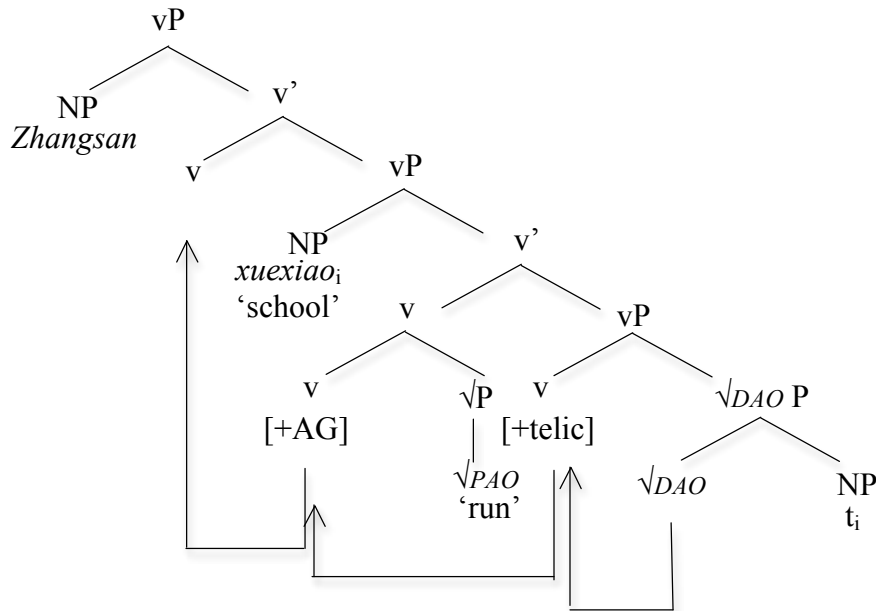 vP
NP v’
Zhangsan
v vP
NP v’
xuexiaoi
‘school’ v vP
v √P v √DAO P
[+AG] [+telic]
√PAO √DAO NP
‘run’ ti